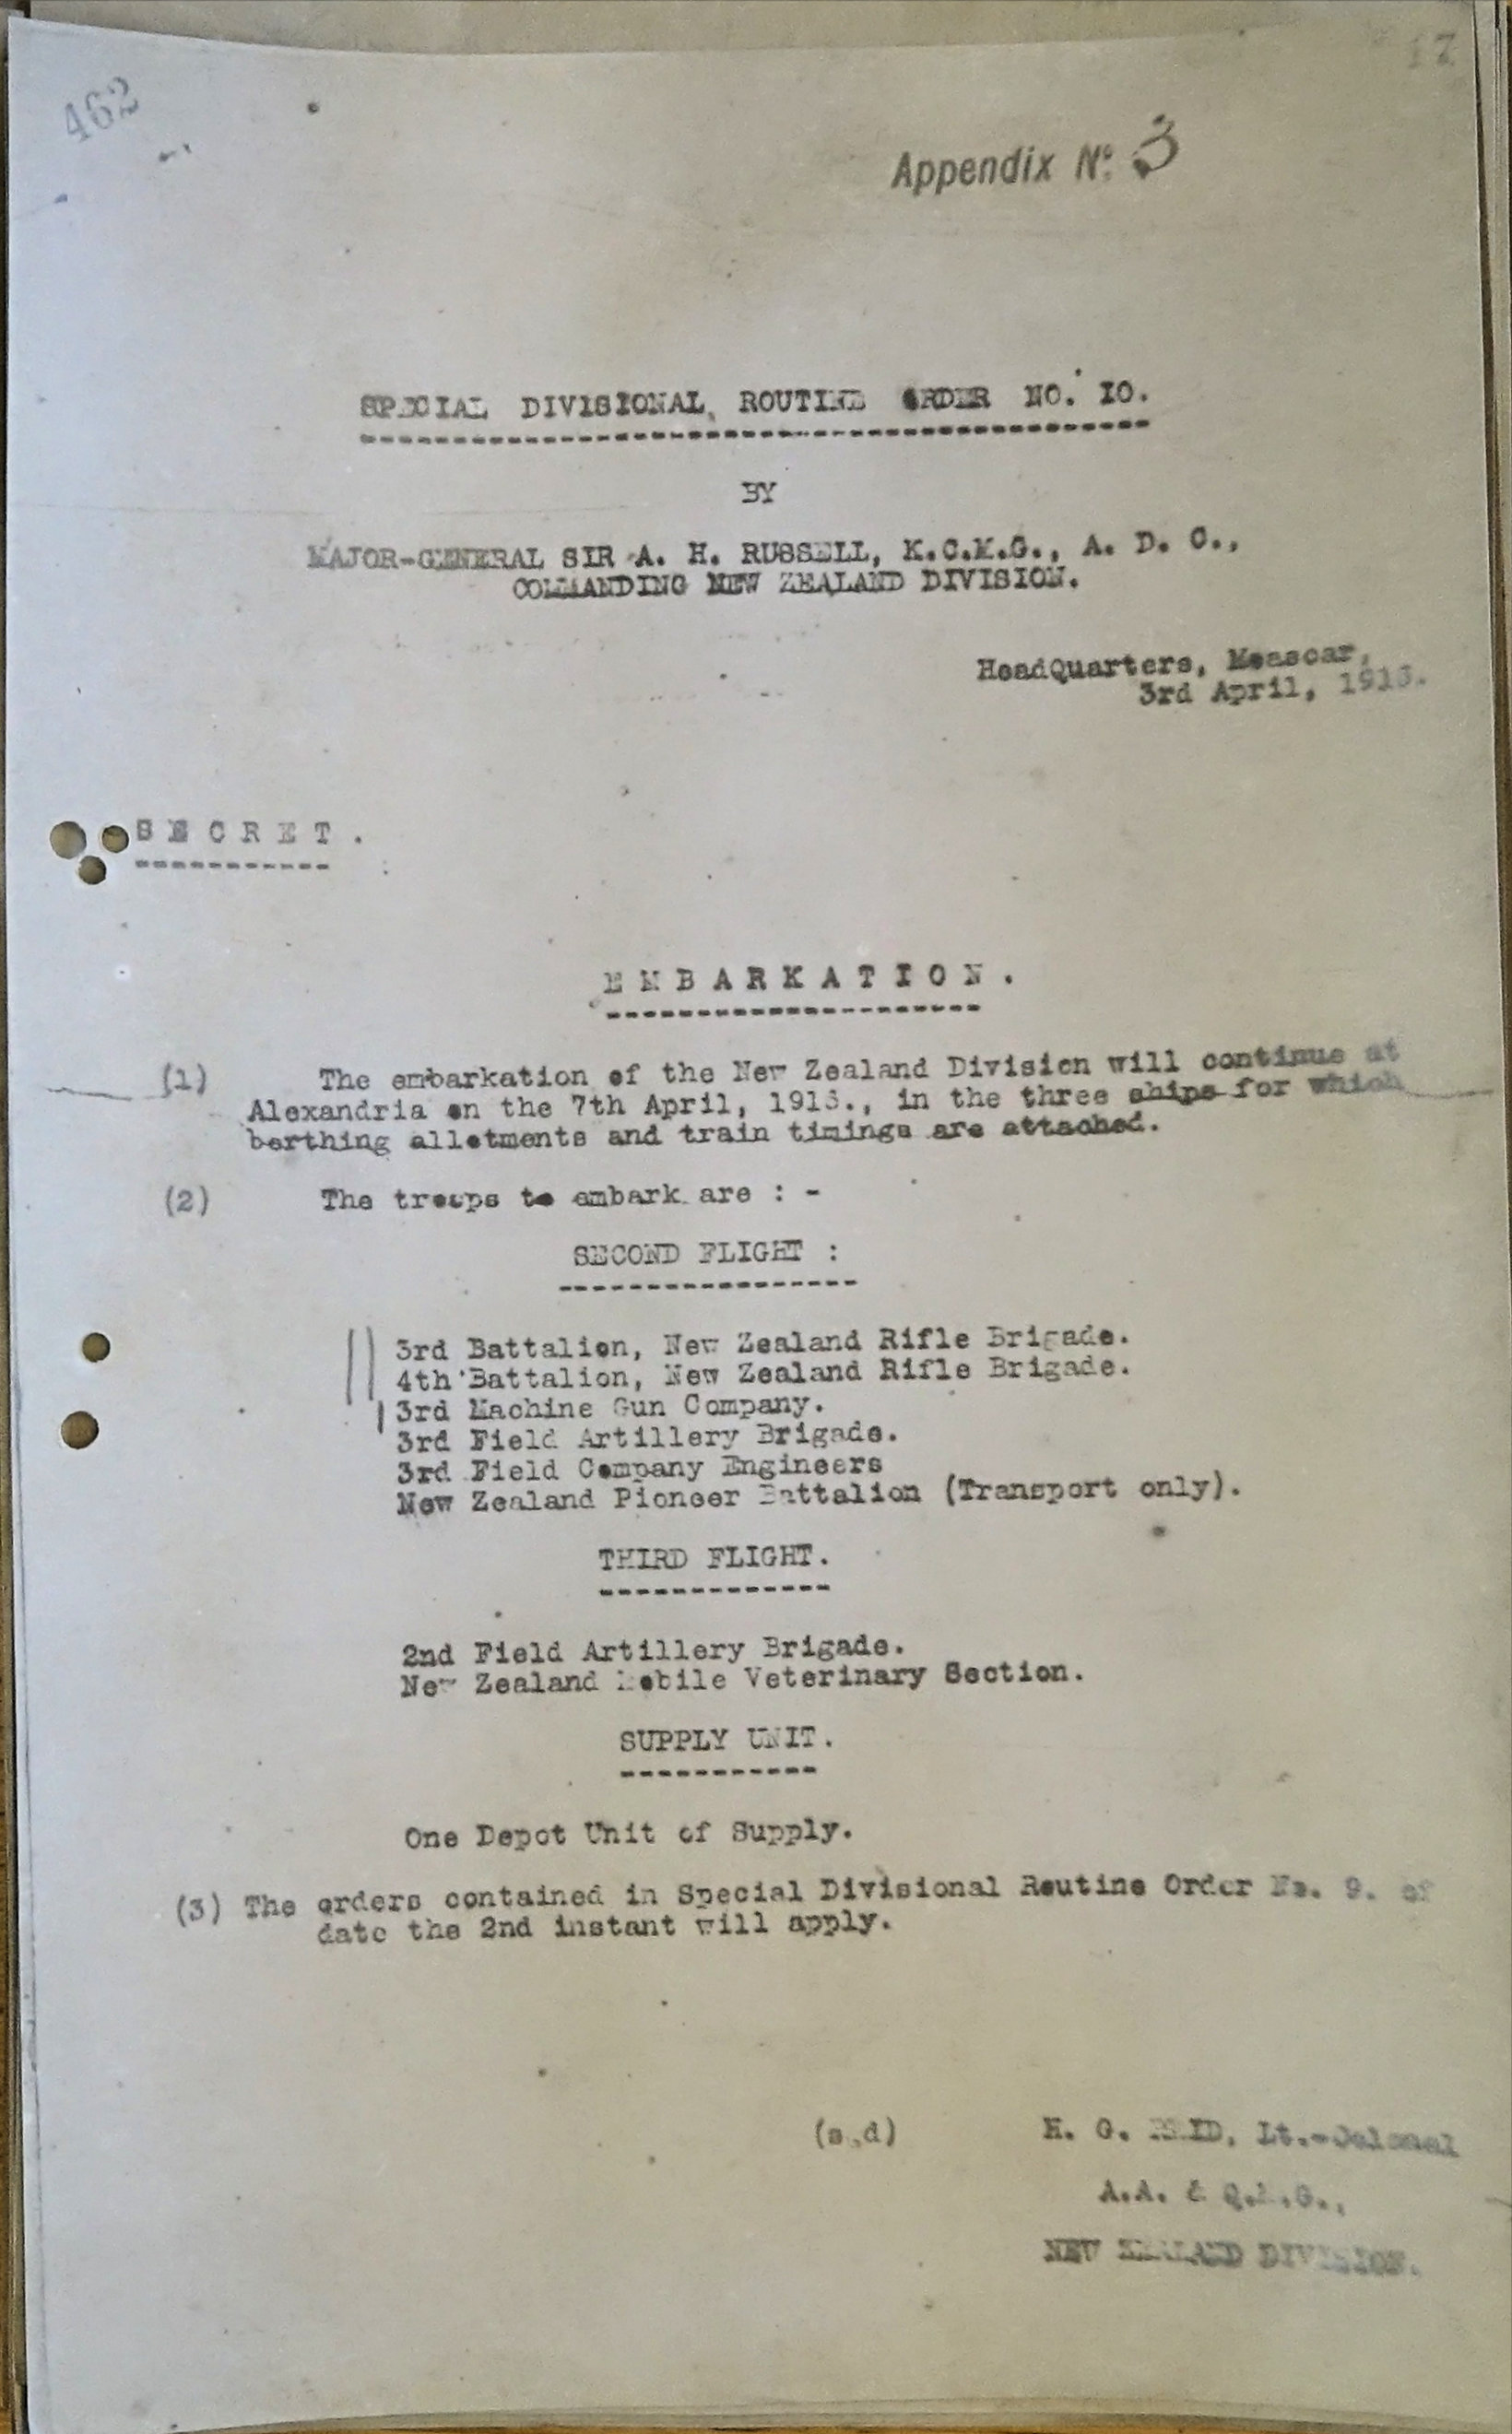 462
17
Appendix No. 3
SPECIAL DIVISIONAL ROUTINE ORDER NO. IO.
BY
MAJOR-GENERAL SIR A. H. RUSSELL, K.C.M.G., A. D. C.,
COMMANDING NEW ZEALAND DIVISION.
HeadQuarters, Moascar,
3rd April, 1916.
SECRET.
EMBARKATION.
(1) The embarkation of the New Zealand Division will continue at
Alexandria on the 7th April, 1916., in the three ships for which
berthing allotments and train timings are attached.
(2) The troops to embark are : -
SECOND FLIGHT :
3rd Battalion, New Zealand Rifle Brigade.
4th Battalion, New Zealand Rifle Brigade.
3rd Machine Gun Company.
3rd Field Artillery Brigade.
3rd Field Company Engineers
New Zealand Pioneer Battalion (Transport only).
THIRD FLIGHT.
2nd Field Artillery Brigade.
New Zealand Mobile Veterinary Section.
SUPPLY UNIT.
One Depot Unit of Supply.
(3) The orders contained in Special Divisional Routine Order No. 9. of
date the 2nd instant will apply.
(sgd) H. G. REID, Lt.-Colonel
A.A. & Q.M.G.,
NEW ZEALAND DIVISION.